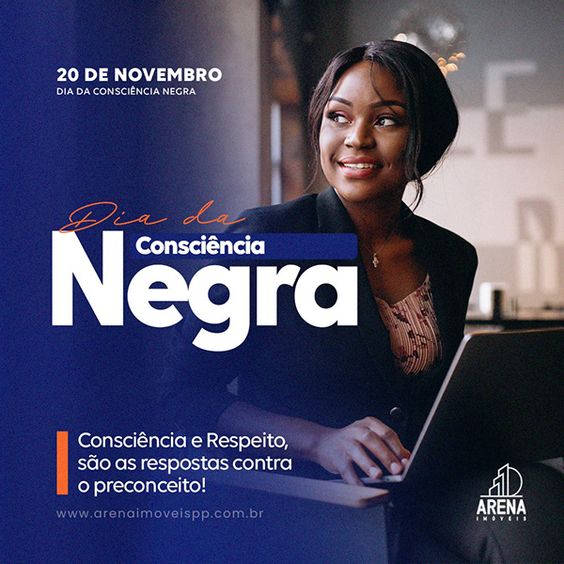 20 DE NOVEMBRO
DIA DA CONSCIÊNCIA NEGRA
Dia da
Consciência
Negra
Consciência e Respeito,
são as respostas contra
o preconceito!
www.arenaimoveispp.com.br
ARENA
IMÓVEIS